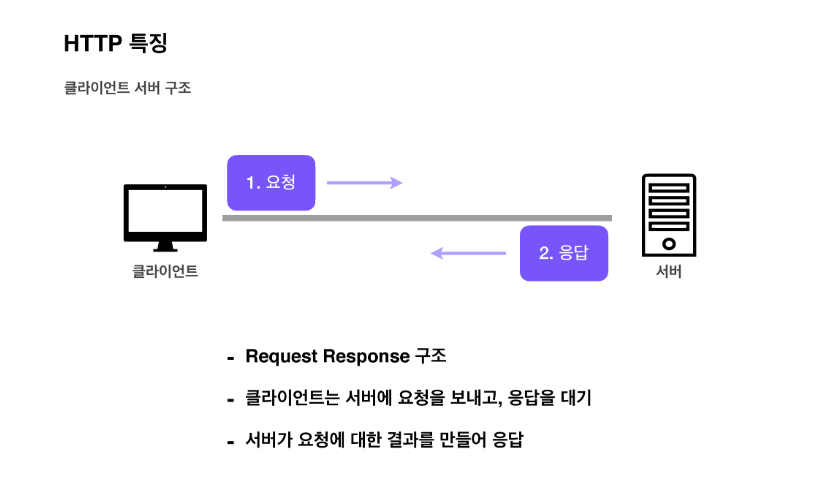 HTTP 특징
클라이언트 서버 구조
1. 요청
2. 응답
클라이언트
서버
- Request Response 구조
- 클라이언트는 서버에 요청을 보내고, 응답을 대기
- 서버가 요청에 대한 결과를 만들어 응답